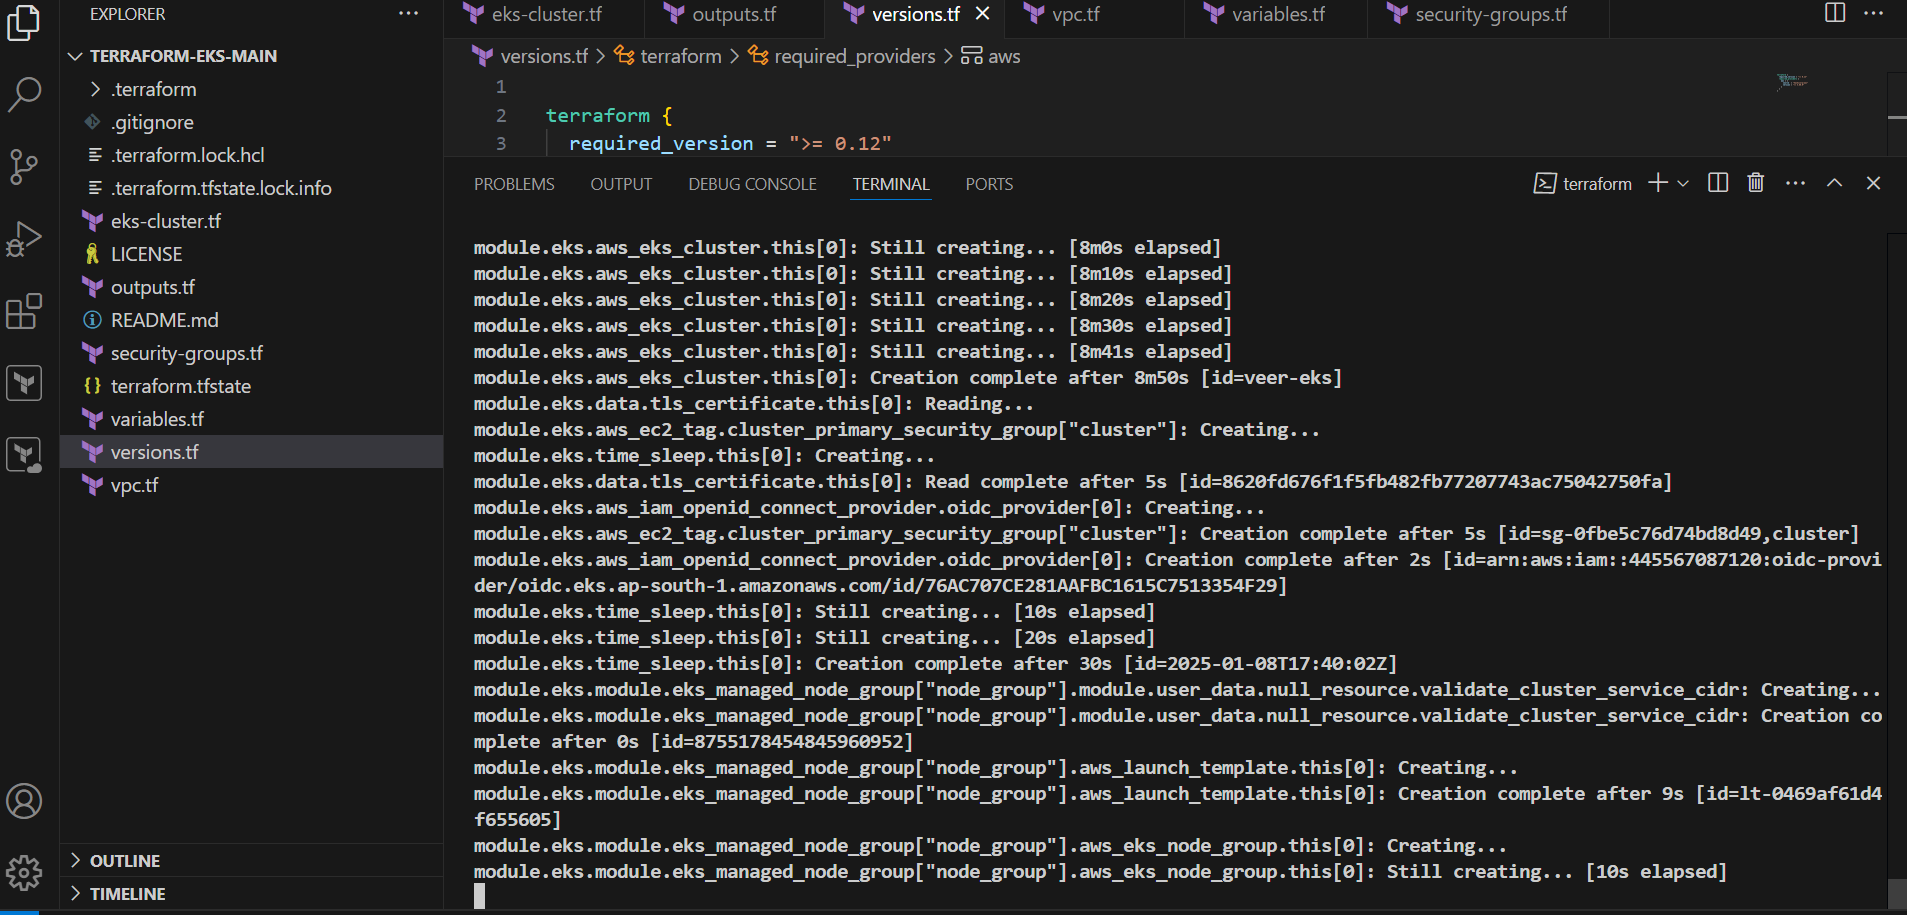 EXPLORER
TERRAFORM-EKS-MAIN
.terraform
.gitignore
.terraform.lock.hcl
.terraform.tfstate.lock.info
eks-cluster.tf
LICENSE
outputs.tf
README.md
security-groups.tf
terraform.tfstate
variables.tf
versions.tf
vpc.tf
OUTLINE
TIMELINE
eks-cluster.tf outputs.tf versions.tf vpc.tf variables.tf security-groups.tf
versions.tf > terraform > required_providers > aws
1
2 terraform {
3 required_version = ">= 0.12"
PROBLEMS OUTPUT DEBUG CONSOLE TERMINAL PORTS terraform
module.eks.aws_eks_cluster.this[0]: Still creating... [8m0s elapsed]
module.eks.aws_eks_cluster.this[0]: Still creating... [8m10s elapsed]
module.eks.aws_eks_cluster.this[0]: Still creating... [8m20s elapsed]
module.eks.aws_eks_cluster.this[0]: Still creating... [8m30s elapsed]
module.eks.aws_eks_cluster.this[0]: Still creating... [8m41s elapsed]
module.eks.aws_eks_cluster.this[0]: Creation complete after 8m50s [id=veer-eks]
module.eks.data.tls_certificate.this[0]: Reading...
module.eks.aws_ec2_tag.cluster_primary_security_group["cluster"]: Creating...
module.eks.time_sleep.this[0]: Creating...
module.eks.data.tls_certificate.this[0]: Read complete after 5s [id=8620fd676f1f5fb482fb77207743ac75042750fa]
module.eks.aws_iam_openid_connect_provider.oidc_provider[0]: Creating...
module.eks.aws_ec2_tag.cluster_primary_security_group["cluster"]: Creation complete after 5s [id=sg-0fbe5c76d74bd8d49,cluster]
module.eks.aws_iam_openid_connect_provider.oidc_provider[0]: Creation complete after 2s [id=arn:aws:iam::445567087120:oidc-provi
der/oidc.eks.ap-south-1.amazonaws.com/id/76AC707CE281AAFBC1615C7513354F29]
module.eks.time_sleep.this[0]: Still creating... [10s elapsed]
module.eks.time_sleep.this[0]: Still creating... [20s elapsed]
module.eks.time_sleep.this[0]: Creation complete after 30s [id=2025-01-08T17:40:02Z]
module.eks.module.eks_managed_node_group["node_group"].module.user_data.null_resource.validate_cluster_service_cidr: Creating...
module.eks.module.eks_managed_node_group["node_group"].module.user_data.null_resource.validate_cluster_service_cidr: Creation co
mplete after 0s [id=8755178454845960952]
module.eks.module.eks_managed_node_group["node_group"].aws_launch_template.this[0]: Creating...
module.eks.module.eks_managed_node_group["node_group"].aws_launch_template.this[0]: Creation complete after 9s [id=lt-0469af61d4
f655605]
module.eks.module.eks_managed_node_group["node_group"].aws_eks_node_group.this[0]: Creating...
module.eks.module.eks_managed_node_group["node_group"].aws_eks_node_group.this[0]: Still creating... [10s elapsed]